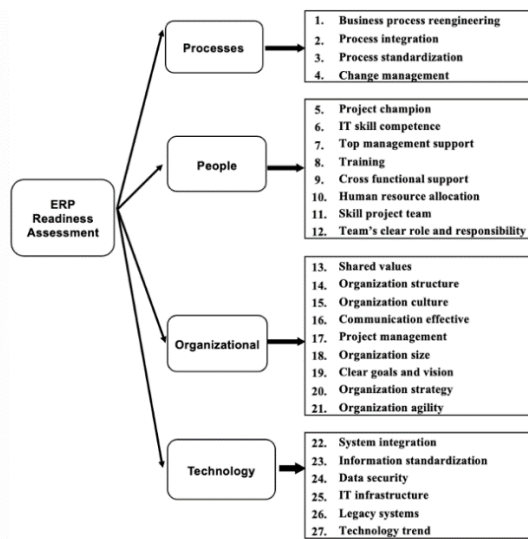 ERP
Readiness
Assessment
Processes
1. Business process reengineering
2. Process integration
3. Process standardization
4. Change management
People
5. Project champion
6. IT skill competence
7. Top management support
8. Training
9. Cross functional support
10. Human resource allocation
11. Skill project team
12. Team's clear role and responsibility
Organizational
13. Shared values
14. Organization structure
15. Organization culture
16. Communication effective
17. Project management
18. Organization size
19. Clear goals and vision
20. Organization strategy
21. Organization agility
Technology
22. System integration
23. Information standardization
24. Data security
25. IT infrastructure
26. Legacy systems
27. Technology trend